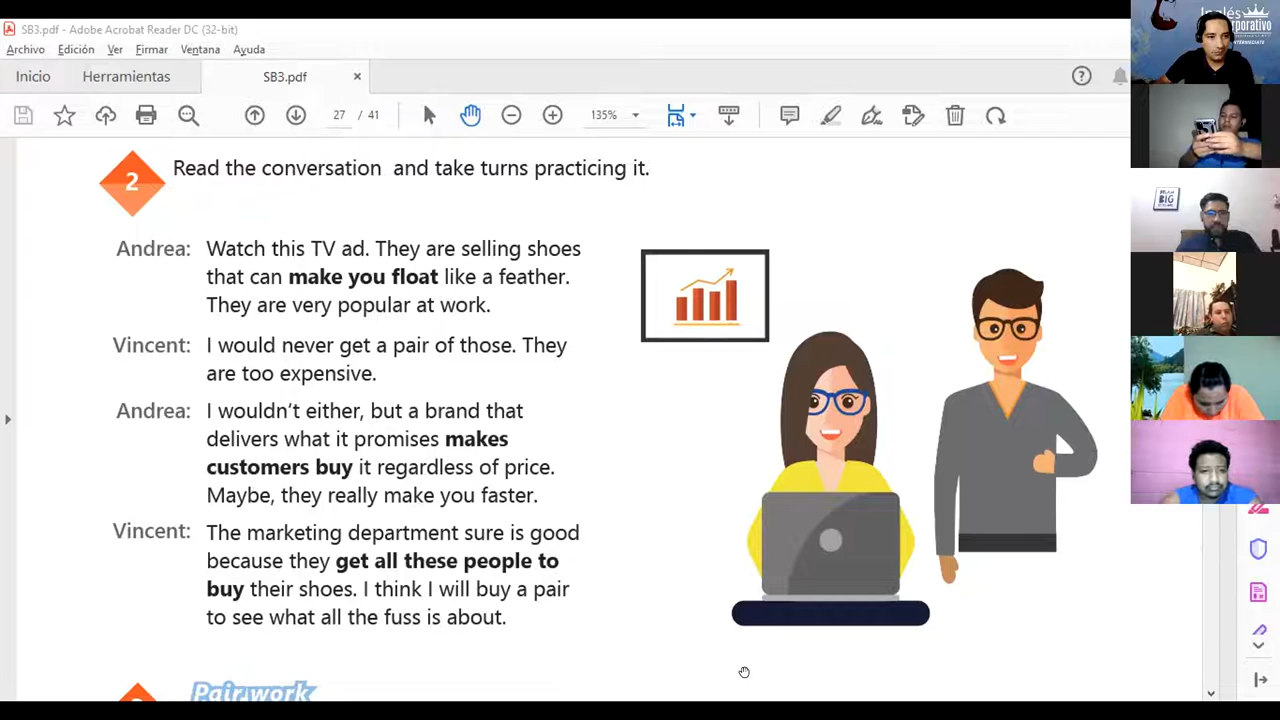 SB3.pdf - Adobe Acrobat Reader DC (32-bit)
Archivo Edición Ver Firmar Ventana Ayuda
Inicio Herramientas SB3.pdf ×
27 / 41 135%
2 Read the conversation and take turns practicing it.
Andrea: Watch this TV ad. They are selling shoes
that can make you float like a feather.
They are very popular at work.
Vincent: I would never get a pair of those. They
are too expensive.
Andrea: I wouldn't either, but a brand that
delivers what it promises makes
customers buy it regardless of price.
Maybe, they really make you faster.
Vincent: The marketing department sure is good
because they get all these people to
buy their shoes. I think I will buy a pair
to see what all the fuss is about.
Pair work
Inglés
INTERMEDIATE
DREAM
BIG